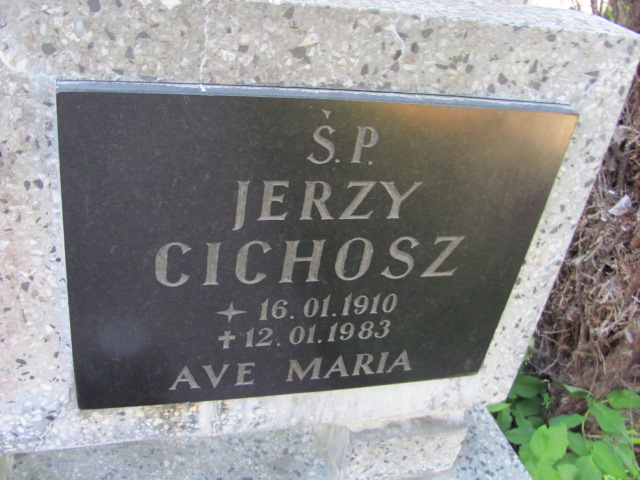 Ś.P.
JERZY
CICHOSZ
✦ 16.01.1910
✝ 12.01.1983
AVE MARIA